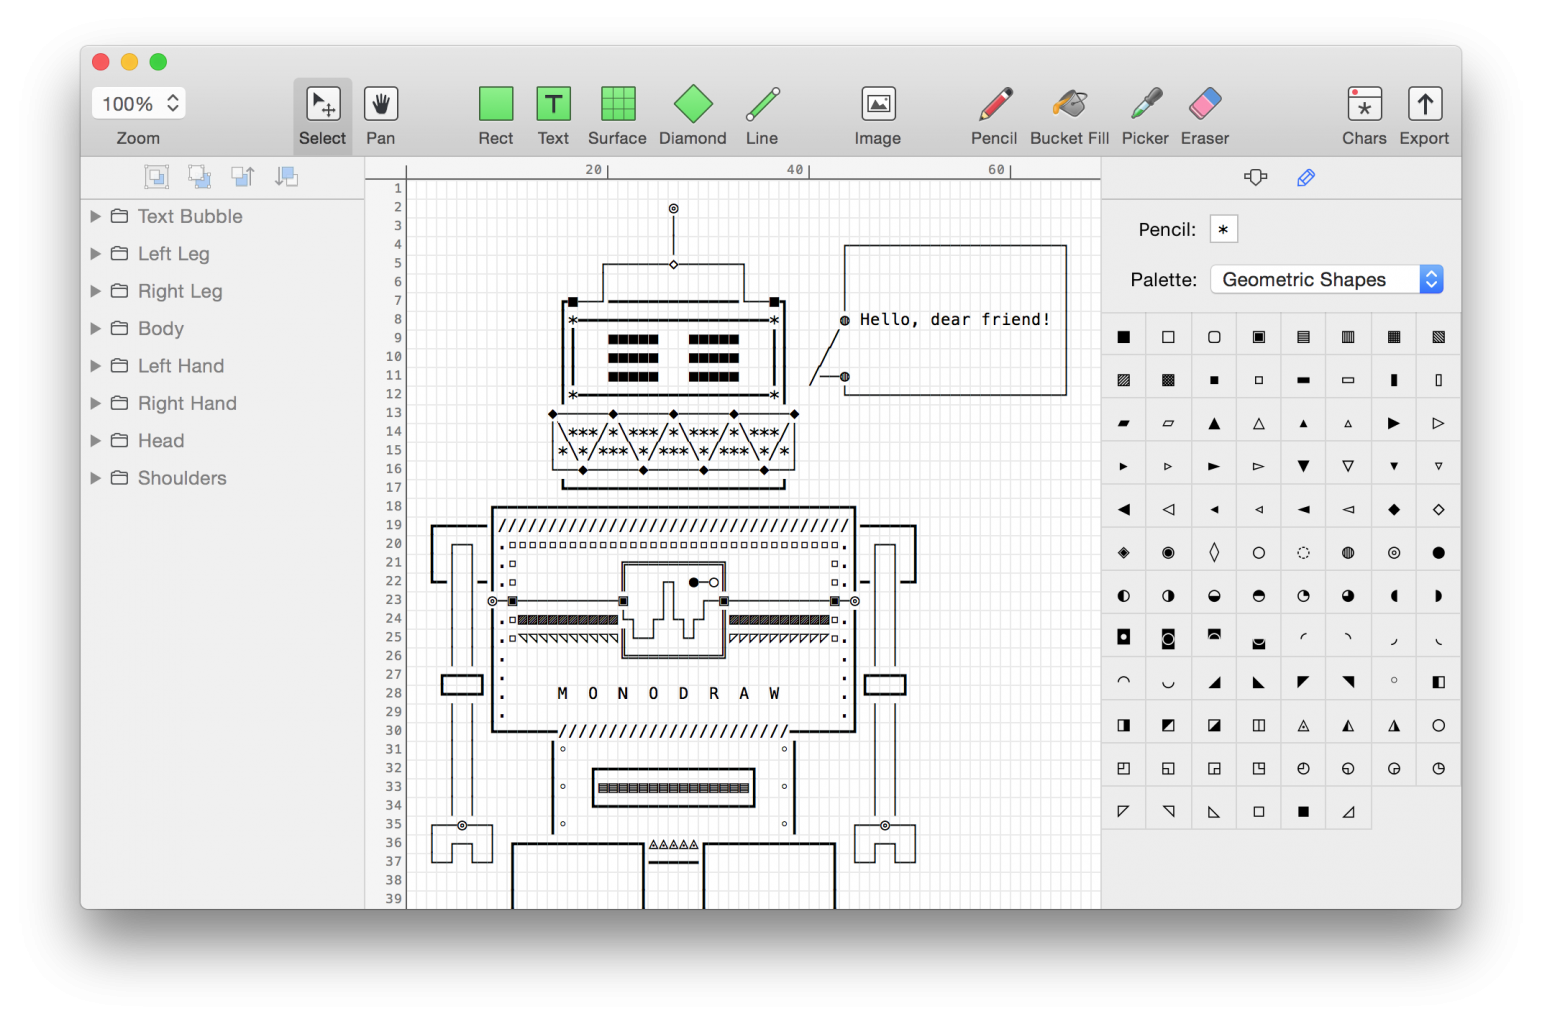 100%
Zoom
Select
Pan
Rect
Text
Surface
Diamond
Line
Image
Pencil
Bucket Fill
Picker
Eraser
Chars
Export
Text Bubble
Left Leg
Right Leg
Body
Left Hand
Right Hand
Head
Shoulders
20
40
60
1
2
3
4
5
6
7
8
9
10
11
12
13
14
15
16
17
18
19
20
21
22
23
24
25
26
27
28
29
30
31
32
33
34
35
36
37
38
39
Hello, dear friend!
M O N O D R A W
Pencil: *
Palette: Geometric Shapes